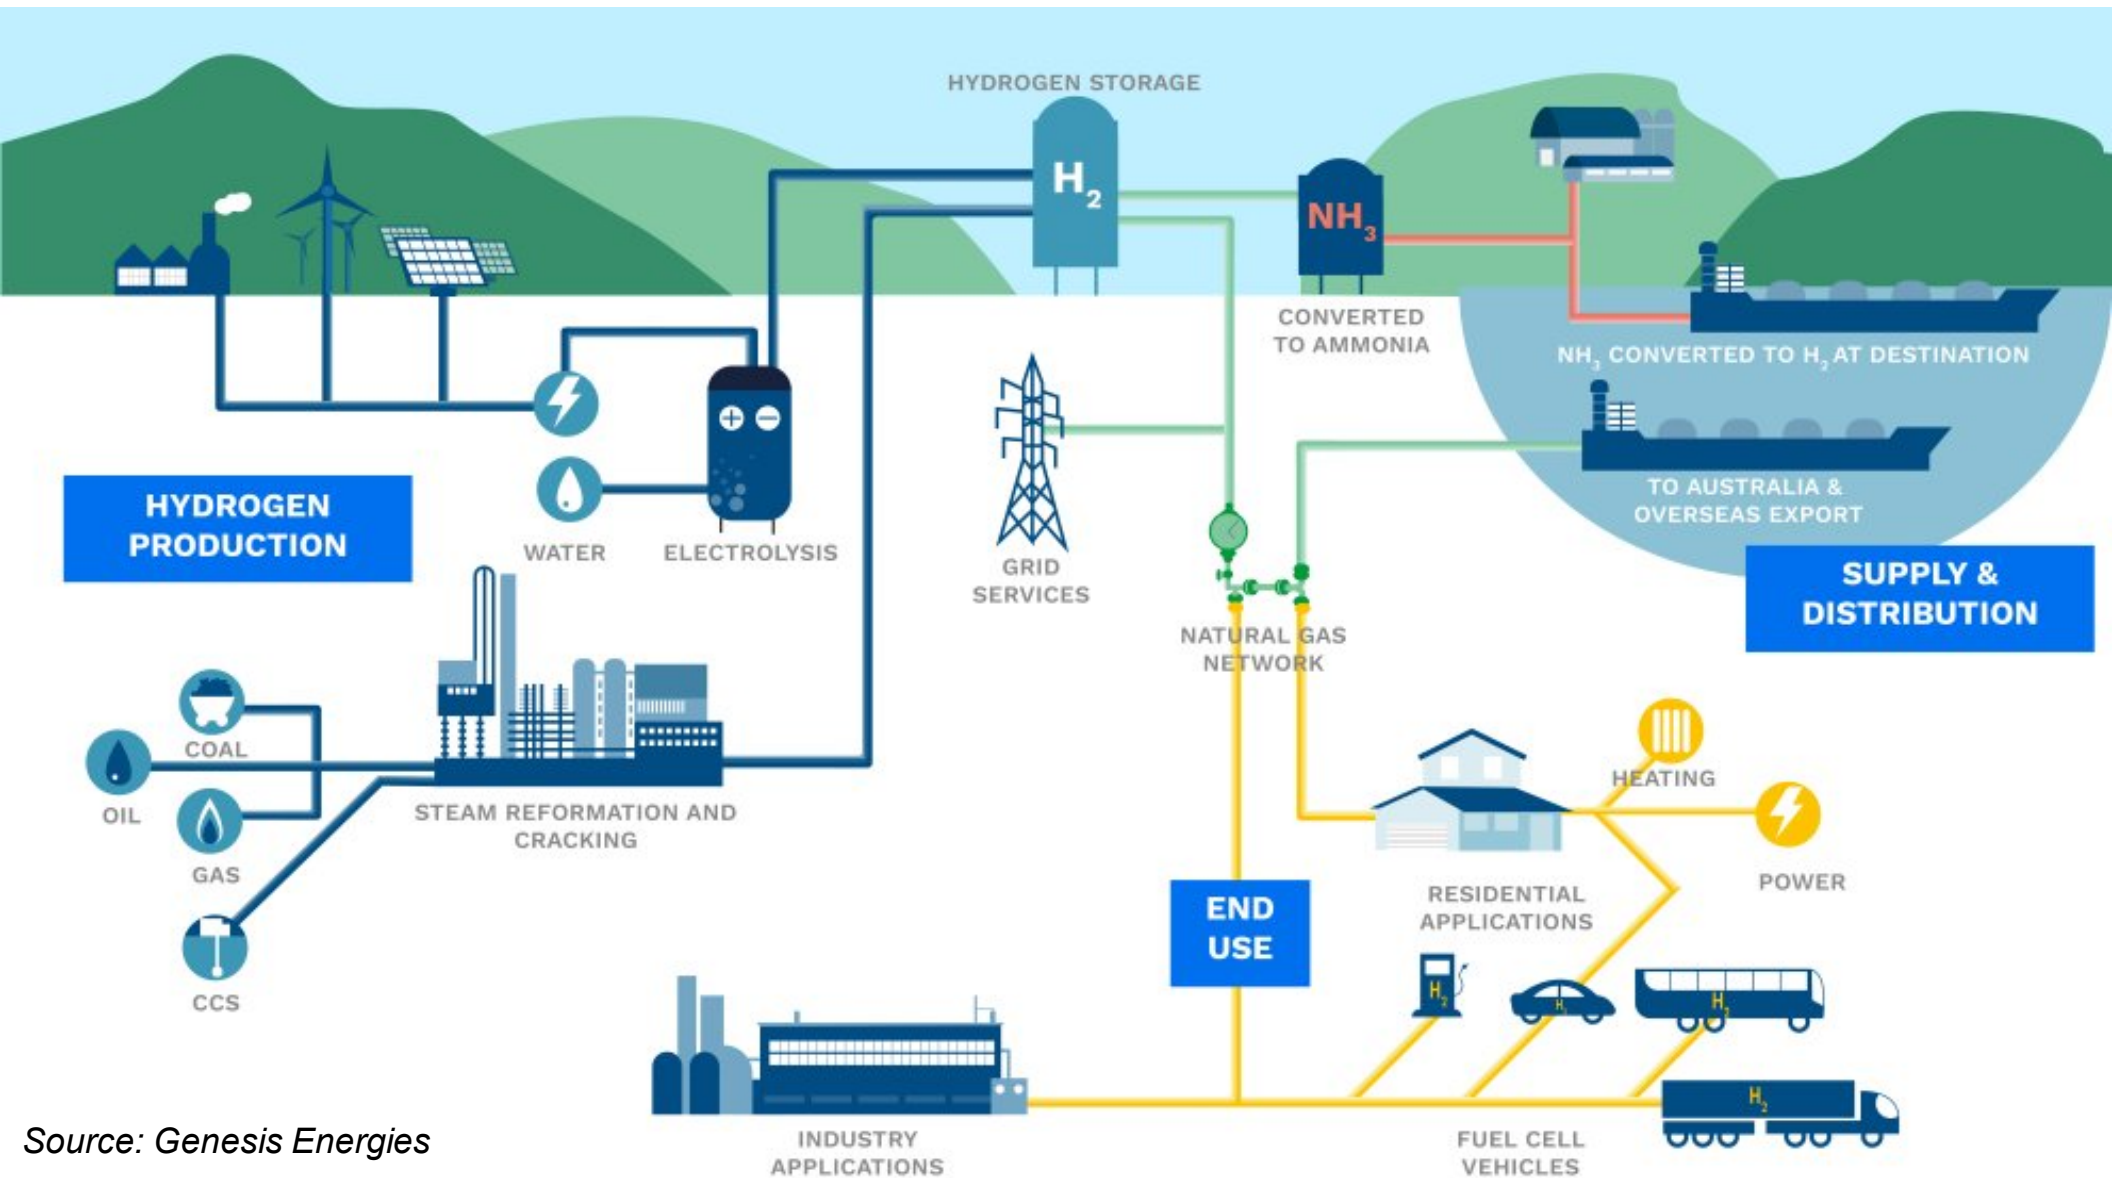 HYDROGEN STORAGE
H2
NH3
CONVERTED
TO AMMONIA
NH3 CONVERTED TO H2 AT DESTINATION
TO AUSTRALIA &
OVERSEAS EXPORT
HYDROGEN
PRODUCTION
WATER
ELECTROLYSIS
GRID
SERVICES
SUPPLY &
DISTRIBUTION
NATURAL GAS
NETWORK
COAL
OIL
GAS
CCS
STEAM REFORMATION AND
CRACKING
HEATING
POWER
RESIDENTIAL
APPLICATIONS
END
USE
H2
H2
H2
H2
INDUSTRY
APPLICATIONS
FUEL CELL
VEHICLES
Source: Genesis Energies